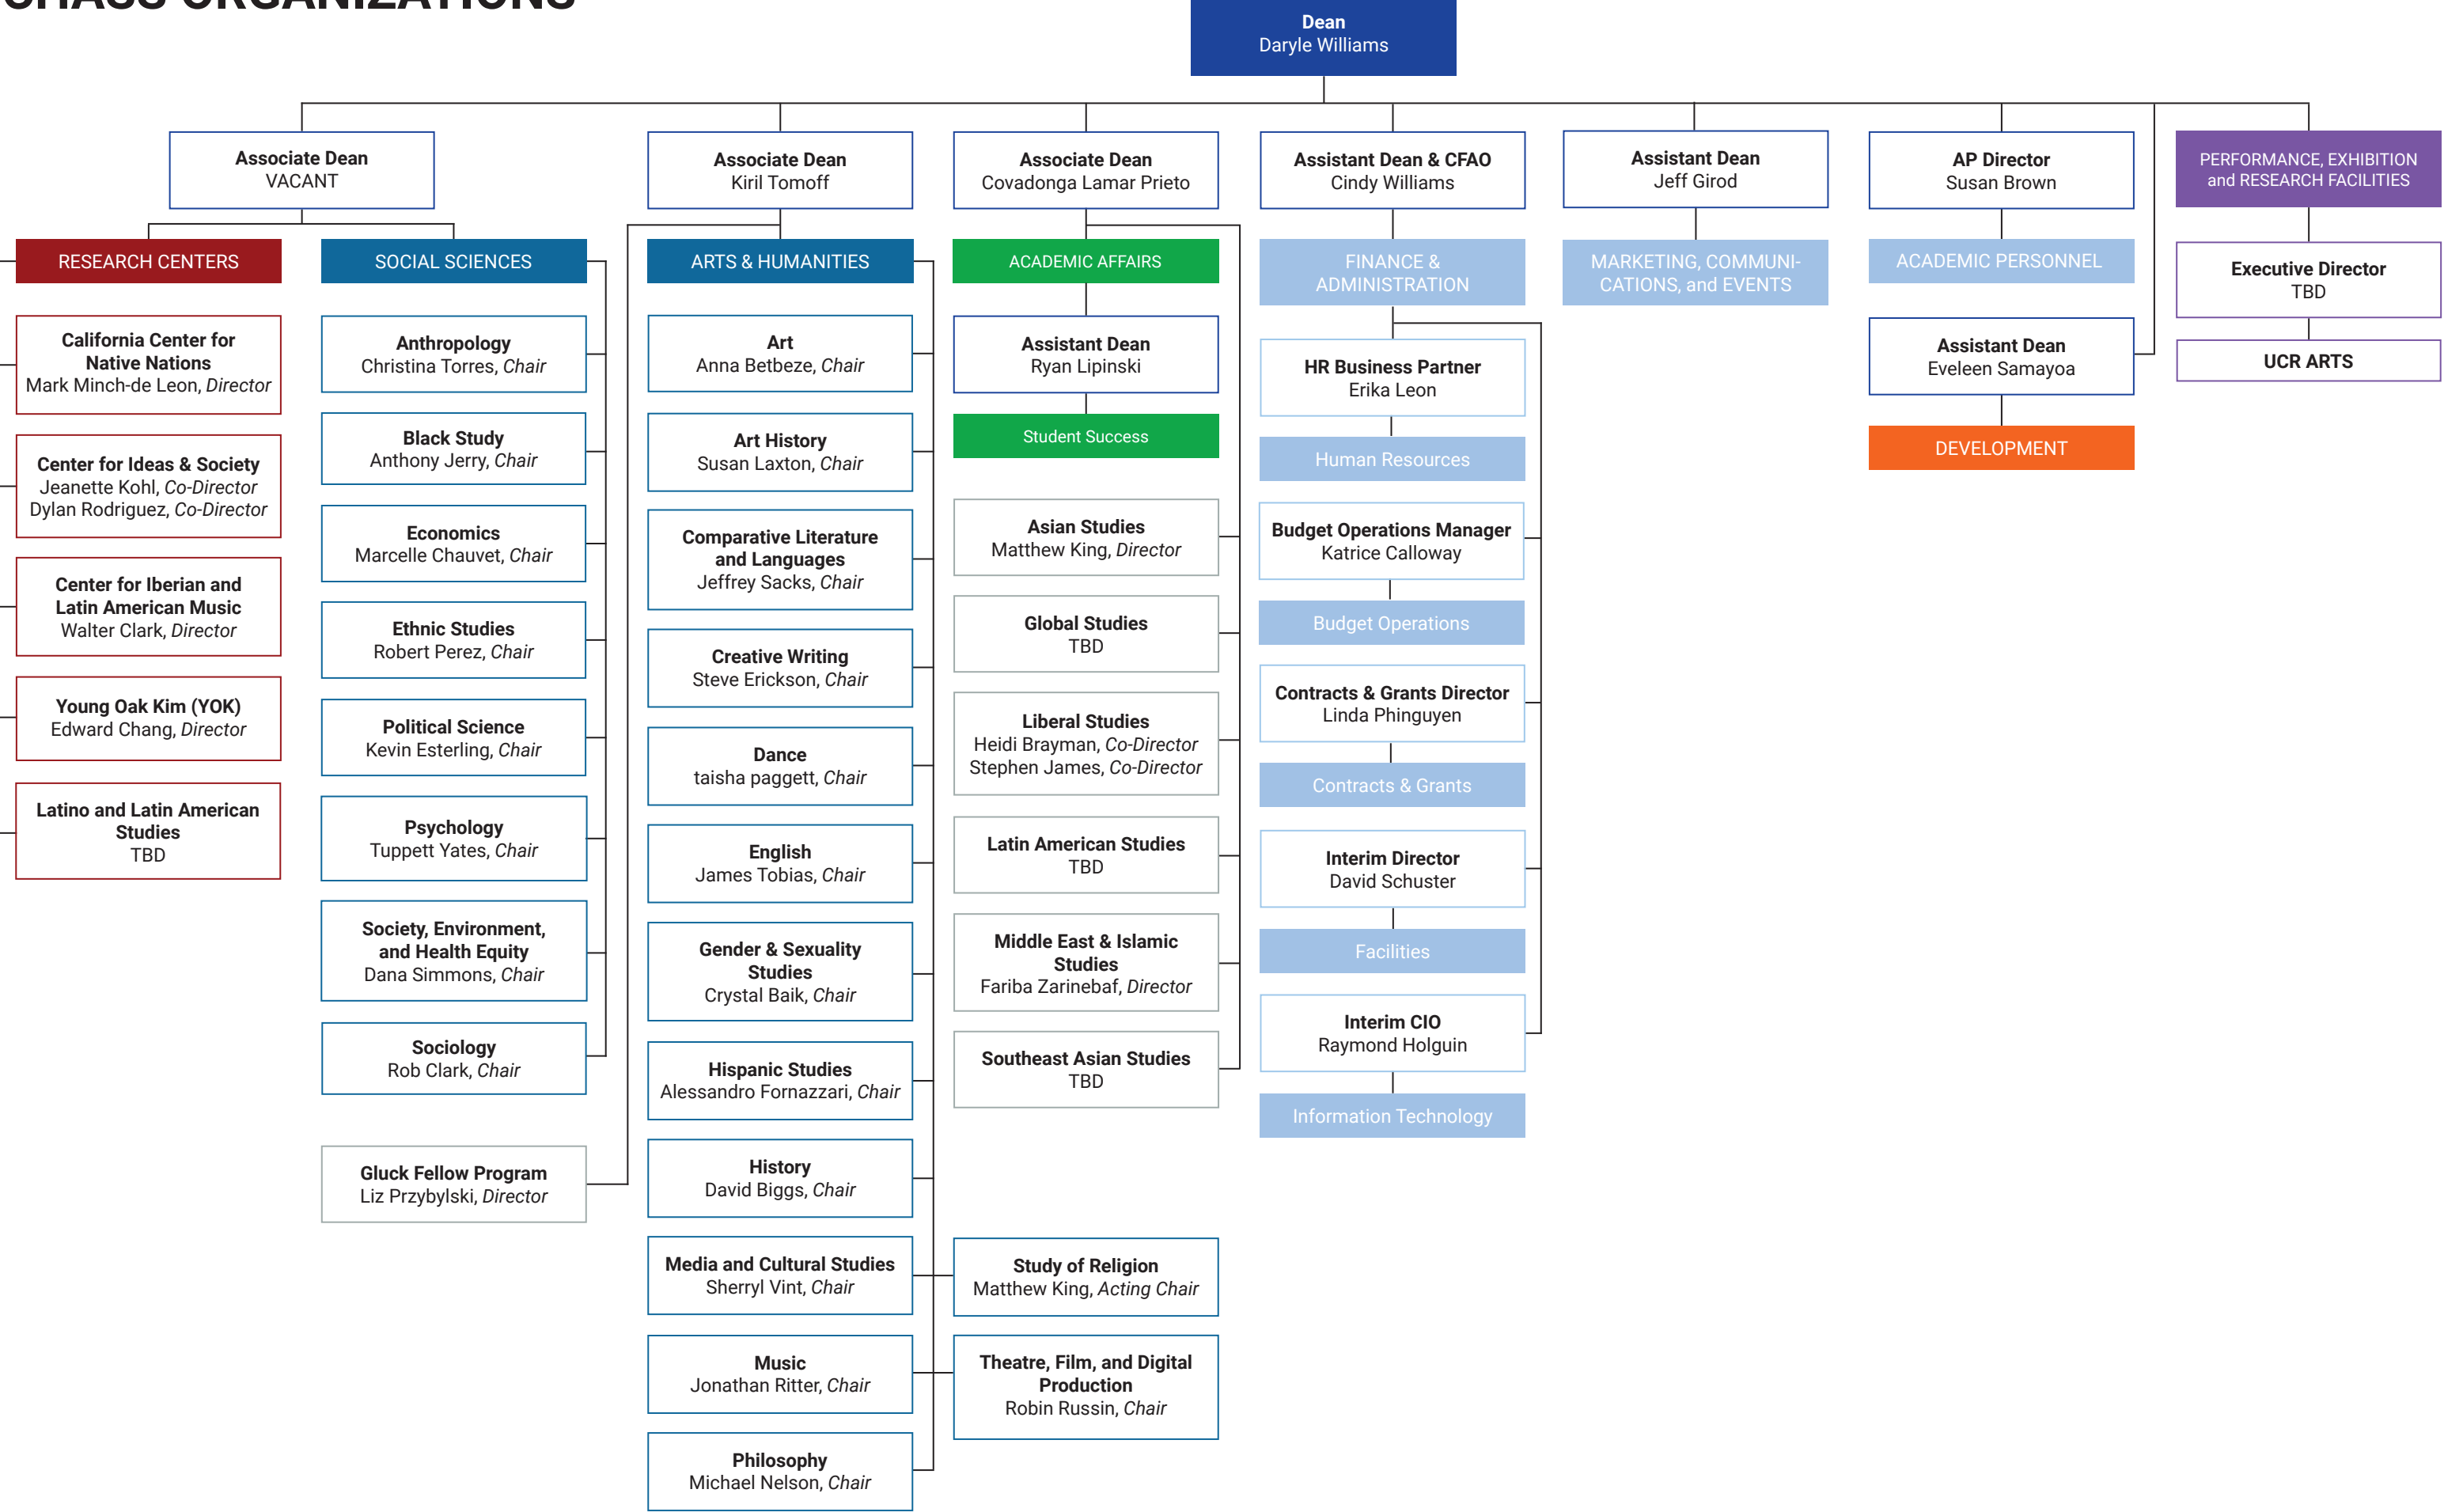 CHASS ORGANIZATIONS
Dean
Daryle Williams
Associate Dean
VACANT
Associate Dean
Kiril Tomoff
Associate Dean
Covadonga Lamar Prieto
Assistant Dean & CFAO
Cindy Williams
Assistant Dean
Jeff Girod
AP Director
Susan Brown
PERFORMANCE, EXHIBITION
and RESEARCH FACILITIES
RESEARCH CENTERS
California Center for
Native Nations
Mark Minch-de Leon, Director
Center for Ideas & Society
Jeanette Kohl, Co-Director
Dylan Rodriguez, Co-Director
Center for Iberian and
Latin American Music
Walter Clark, Director
Young Oak Kim (YOK)
Edward Chang, Director
Latino and Latin American
Studies
TBD
SOCIAL SCIENCES
Anthropology
Christina Torres, Chair
Black Study
Anthony Jerry, Chair
Economics
Marcelle Chauvet, Chair
Ethnic Studies
Robert Perez, Chair
Political Science
Kevin Esterling, Chair
Psychology
Tuppett Yates, Chair
Society, Environment,
and Health Equity
Dana Simmons, Chair
Sociology
Rob Clark, Chair
Gluck Fellow Program
Liz Przybylski, Director
ARTS & HUMANITIES
Art
Anna Betbeze, Chair
Art History
Susan Laxton, Chair
Comparative Literature
and Languages
Jeffrey Sacks, Chair
Creative Writing
Steve Erickson, Chair
Dance
taisha paggett, Chair
English
James Tobias, Chair
Gender & Sexuality
Studies
Crystal Baik, Chair
Hispanic Studies
Alessandro Fornazzari, Chair
History
David Biggs, Chair
Media and Cultural Studies
Sherryl Vint, Chair
Music
Jonathan Ritter, Chair
Philosophy
Michael Nelson, Chair
Study of Religion
Matthew King, Acting Chair
Theatre, Film, and Digital
Production
Robin Russin, Chair
ACADEMIC AFFAIRS
Assistant Dean
Ryan Lipinski
Student Success
Asian Studies
Matthew King, Director
Global Studies
TBD
Liberal Studies
Heidi Brayman, Co-Director
Stephen James, Co-Director
Latin American Studies
TBD
Middle East & Islamic
Studies
Fariba Zarinebaf, Director
Southeast Asian Studies
TBD
FINANCE &
ADMINISTRATION
HR Business Partner
Erika Leon
Human Resources
Budget Operations Manager
Katrice Calloway
Budget Operations
Contracts & Grants Director
Linda Phinguyen
Contracts & Grants
Interim Director
David Schuster
Facilities
Interim CIO
Raymond Holguin
Information Technology
MARKETING, COMMUNI-
CATIONS, and EVENTS
ACADEMIC PERSONNEL
Assistant Dean
Eveleen Samayoa
DEVELOPMENT
Executive Director
TBD
UCR ARTS